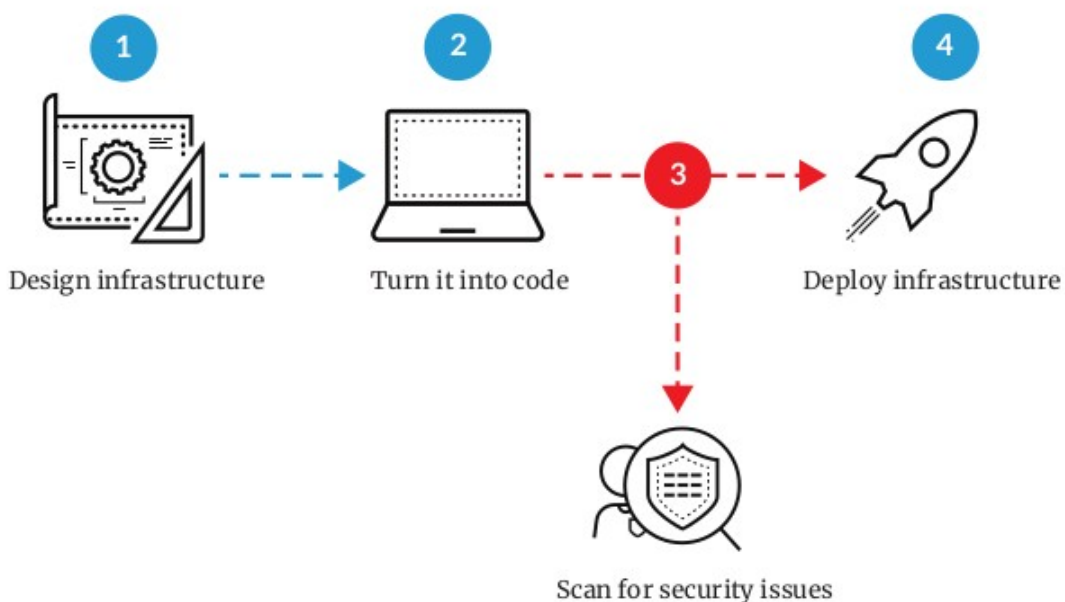 1
2
4
3
Design infrastructure
Turn it into code
Deploy infrastructure
Scan for security issues